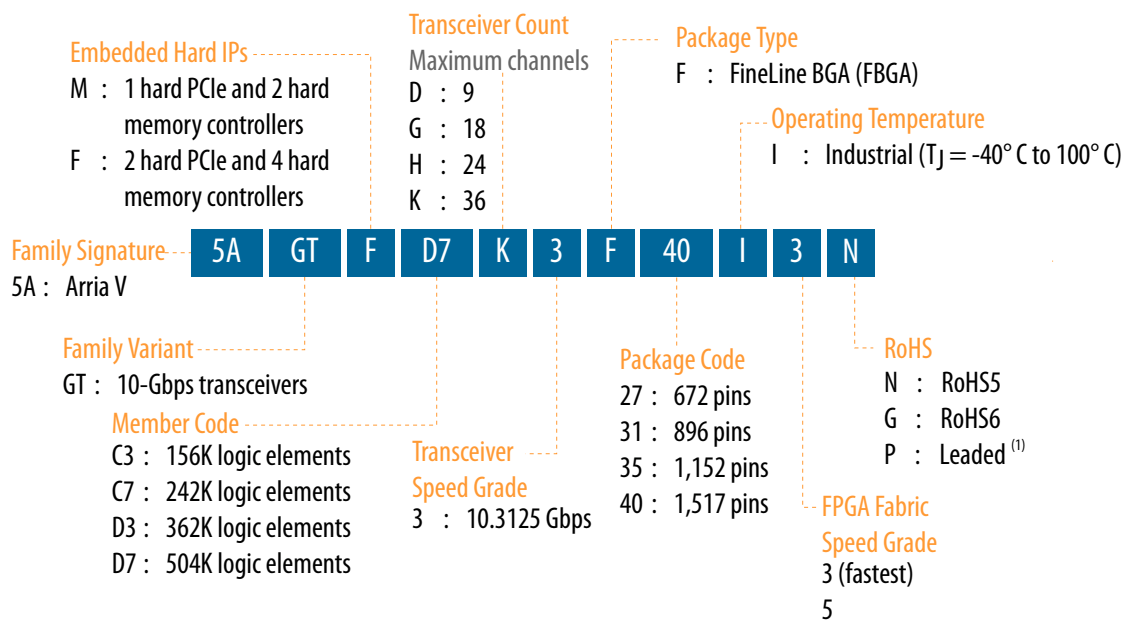 Embedded Hard IPs
M : 1 hard PCIe and 2 hard
memory controllers
F : 2 hard PCIe and 4 hard
memory controllers
Transceiver Count
Maximum channels
D : 9
G : 18
H : 24
K : 36
Package Type
F : FineLine BGA (FBGA)
Operating Temperature
I : Industrial (TJ = -40° C to 100° C)
Family Signature
5A : Arria V
5A GT F D7 K 3 F 40 I 3 N
Family Variant
GT : 10-Gbps transceivers
Member Code
C3 : 156K logic elements
C7 : 242K logic elements
D3 : 362K logic elements
D7 : 504K logic elements
Transceiver
Speed Grade
3 : 10.3125 Gbps
Package Code
27 : 672 pins
31 : 896 pins
35 : 1,152 pins
40 : 1,517 pins
RoHS
N : RoHS5
G : RoHS6
P : Leaded (1)
FPGA Fabric
Speed Grade
3 (fastest)
5